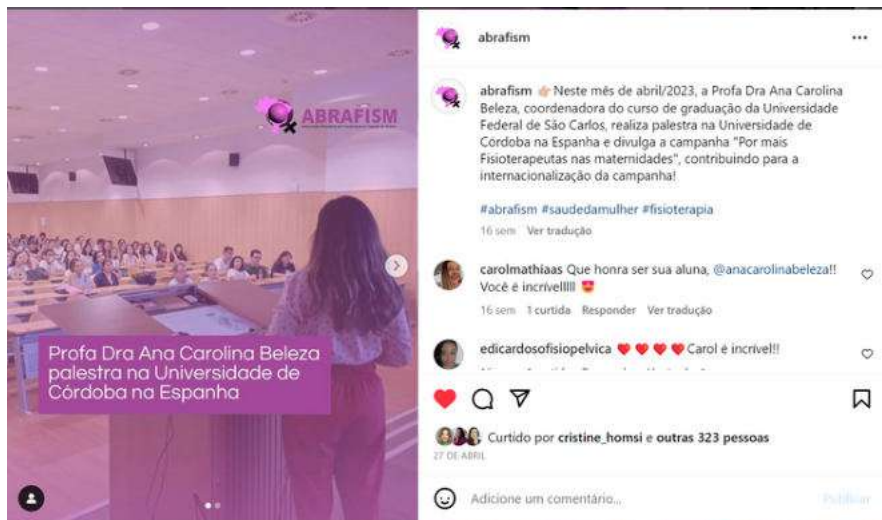 ABRAFISM
Profa Dra Ana Carolina Beleza
palestra na Universidade de
Córdoba na Espanha
abrafism
abrafism 👉🏻 Neste mês de abril/2023, a Profa Dra Ana Carolina
Beleza, coordenadora do curso de graduação da Universidade
Federal de São Carlos, realiza palestra na Universidade de
Córdoba na Espanha e divulga a campanha "Por mais
Fisioterapeutas nas maternidades", contribuindo para a
internacionalização da campanha!
#abrafism #saudedamulher #fisioterapia
16 sem Ver tradução
carolmathiaas Que honra ser sua aluna, @anacarolinabeleza!!
Você é incrívelllll 😍
16 sem 1 curtida Responder Ver tradução
edicardosofisiopelvica ❤️ ❤️ ❤️ ❤️ Carol é incrível!!
Curtido por cristine_homsi e outras 323 pessoas
27 DE ABRIL
Adicione um comentário...
Publicar